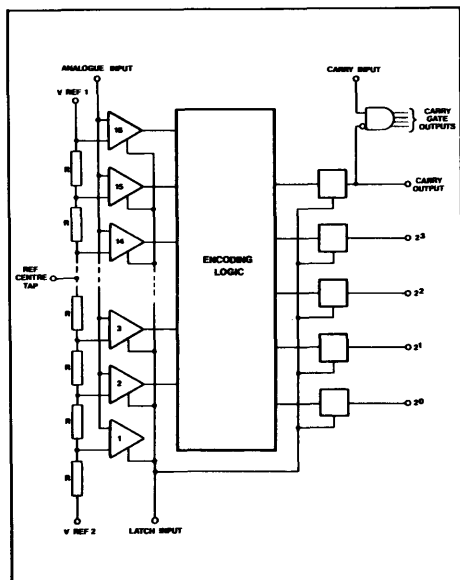 ANALOGUE INPUT
V REF 1
CARRY INPUT
CARRY
GATE
OUTPUTS
16
R
15
CARRY
OUTPUT
R
14
2³
REF
CENTRE
TAP
ENCODING
LOGIC
2²
R
3
R
2
2¹
R
1
2⁰
R
V REF 2
LATCH INPUT